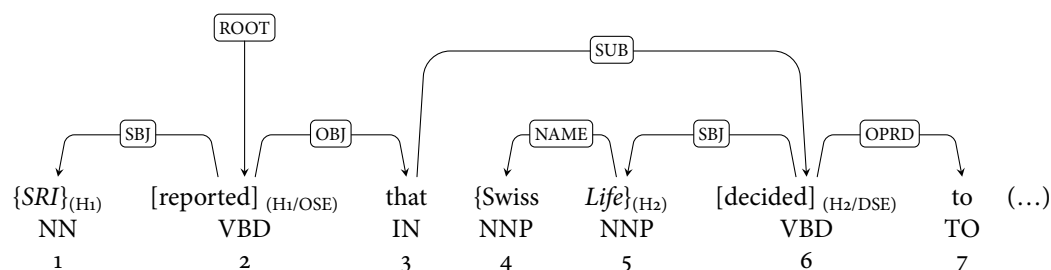 ROOT
SUB
SBJ OBJ NAME SBJ OPRD
{SRI}(H1) [reported] (H1/OSE) that {Swiss Life}(H2) [decided] (H2/DSE) to (…)
NN VBD IN NNP NNP VBD TO
1 2 3 4 5 6 7